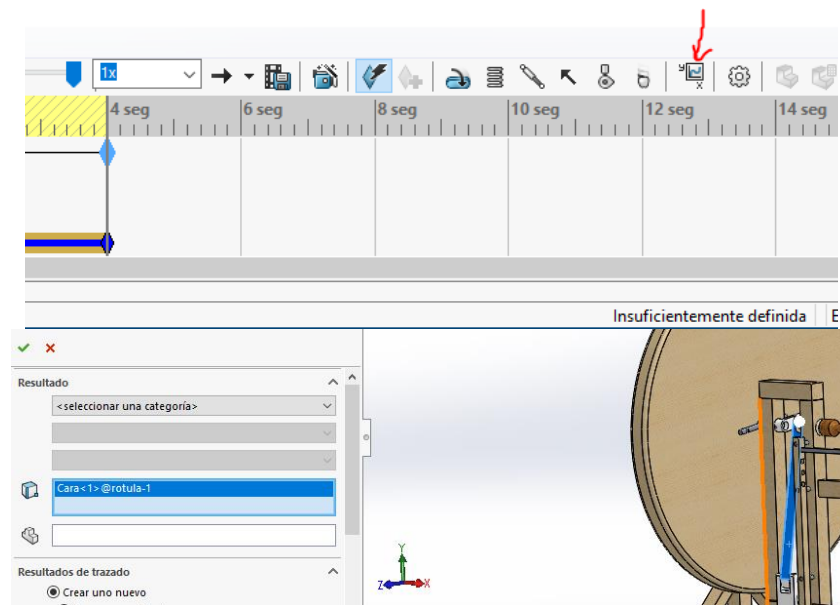 1x
4 seg 6 seg 8 seg 10 seg 12 seg 14 seg
Insuficientemente definida E
Resultado
<seleccionar una categoría>
Cara<1>@rotula-1
Resultados de trazado
Crear uno nuevo
Y
Z X